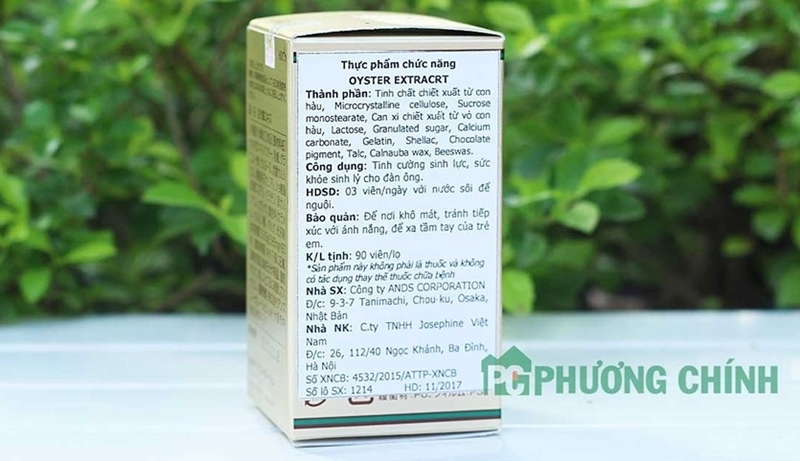 Thực phẩm chức năng
OYSTER EXTRACRT
Thành phần: Tinh chất chiết xuất từ con
hàu, Microcrystalline cellulose, Sucrose
monostearate, Can xi chiết xuất từ vỏ con
hàu, Lactose, Granulated sugar, Calcium
carbonate, Gelatin, Shellac, Chocolate
pigment, Talc, Calnauba wax, Beeswas.
Công dụng: Tinh cường sinh lực, sức
khỏe sinh lý cho đàn ông.
HDSD: 03 viên/ngày với nước sôi để
nguội.
Bảo quản: Để nơi khô mát, tránh tiếp
xúc với ánh nắng, để xa tầm tay của trẻ
em.
K/L tịnh: 90 viên/lọ
*Sản phẩm này không phải là thuốc và không
có tác dụng thay thế thuốc chữa bệnh
Nhà SX: Công ty ANDS CORPORATION
Đ/c: 9-3-7 Tanimachi, Chou-ku, Osaka,
Nhật Bản
Nhà NK: C.ty TNHH Josephine Việt
Nam
Đ/c: 26, 112/40 Ngọc Khánh, Ba Đình,
Hà Nội
Số XNCB: 4532/2015/ATTP-XNCB
Số lô SX: 1214 HD: 11/2017
PHƯƠNG CHÍNH